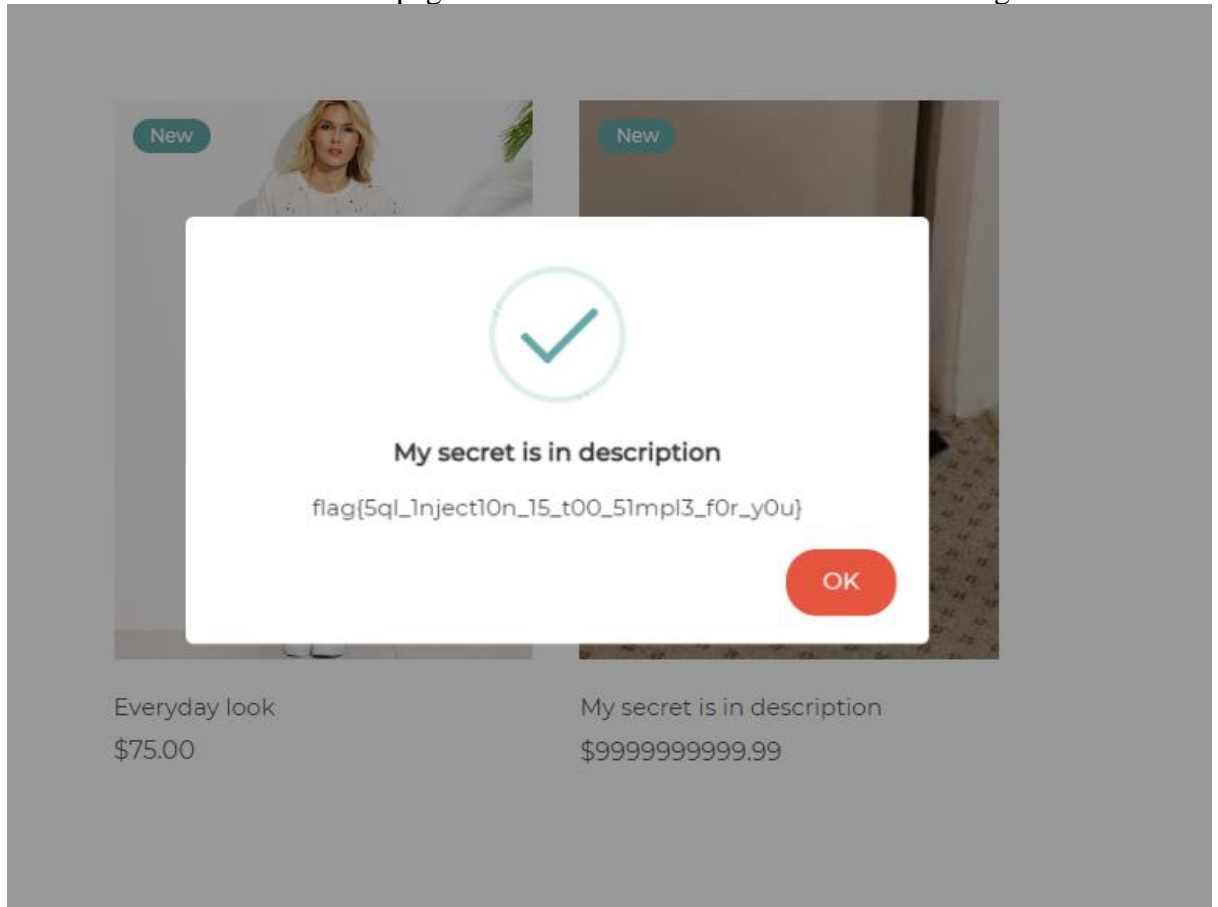 New
New
My secret is in description
flag{5ql_1nject10n_15_t00_51mpl3_f0r_y0u}
OK
Everyday look
$75.00
My secret is in description
$9999999999.99